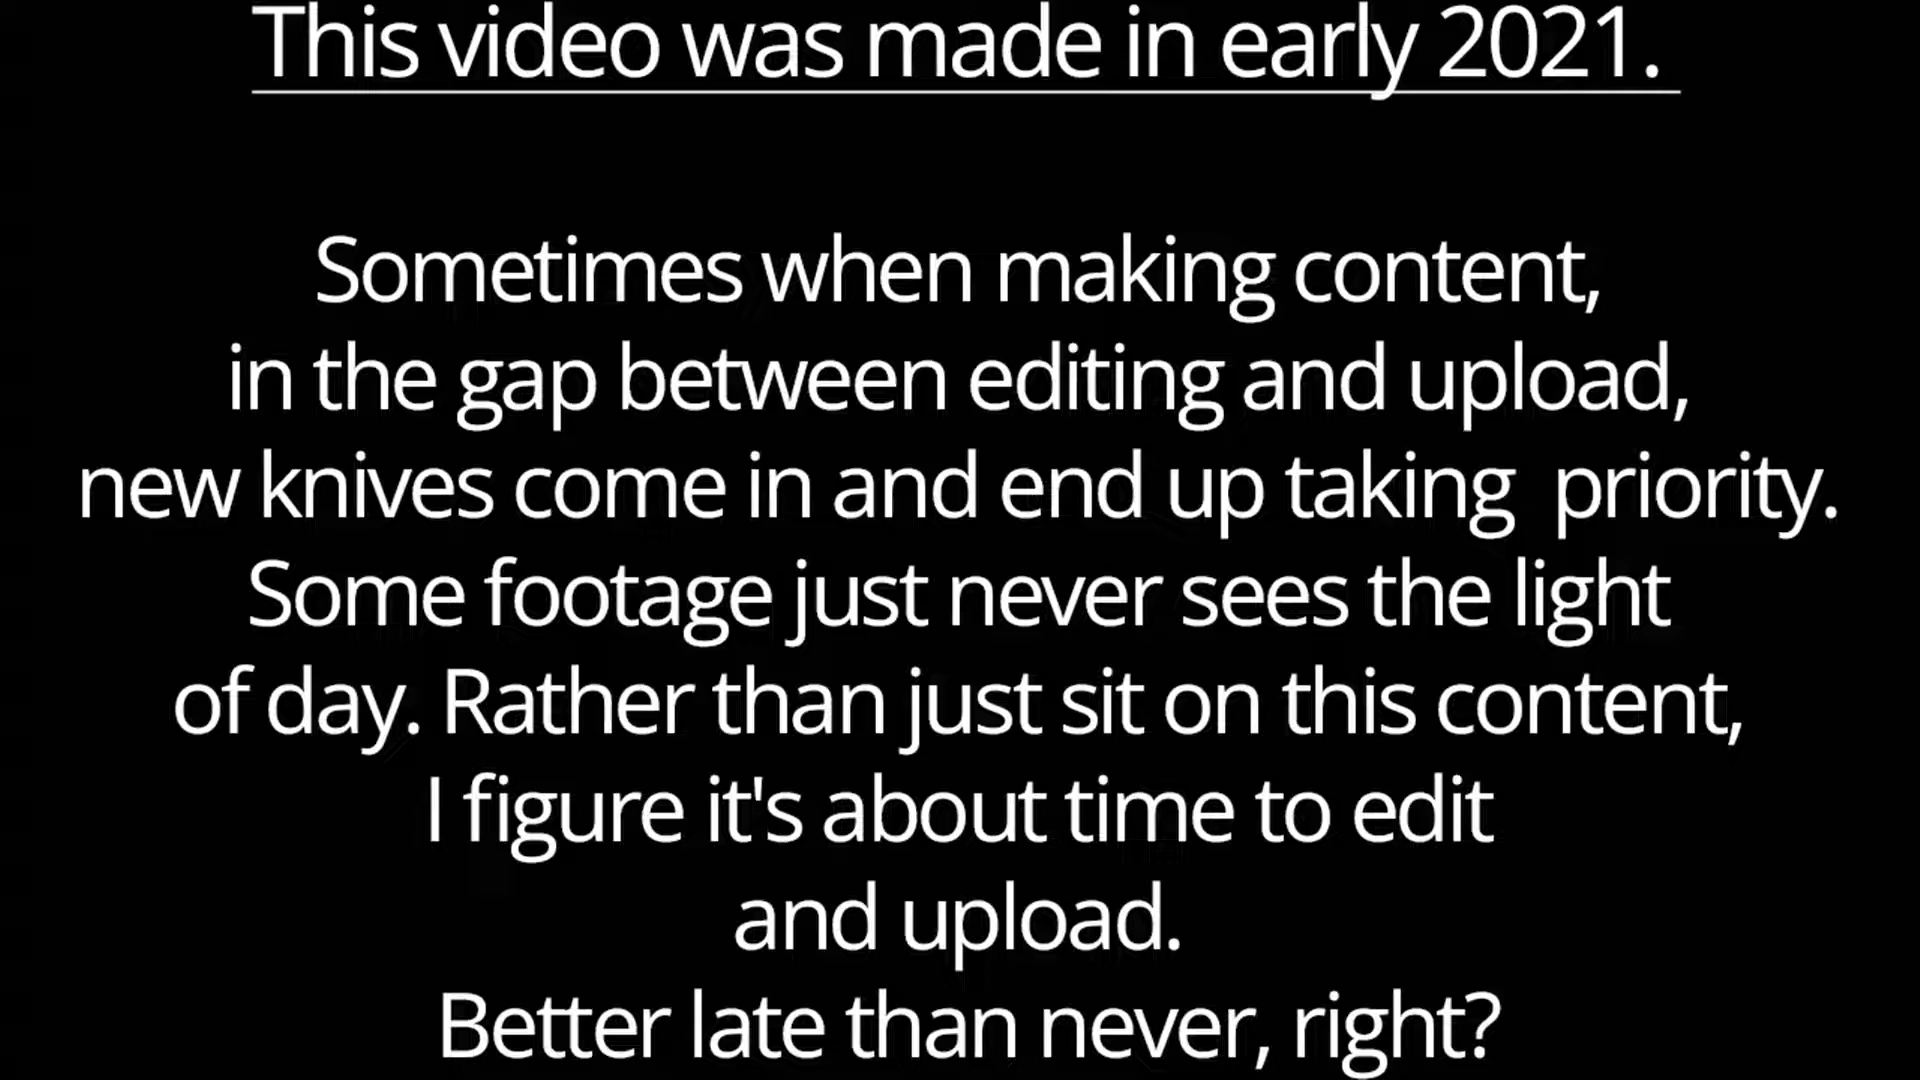 This video was made in early 2021.
Sometimes when making content,
in the gap between editing and upload,
new knives come in and end up taking  priority.
Some footage just never sees the light
of day. Rather than just sit on this content,
I figure it's about time to edit
and upload.
Better late than never, right?